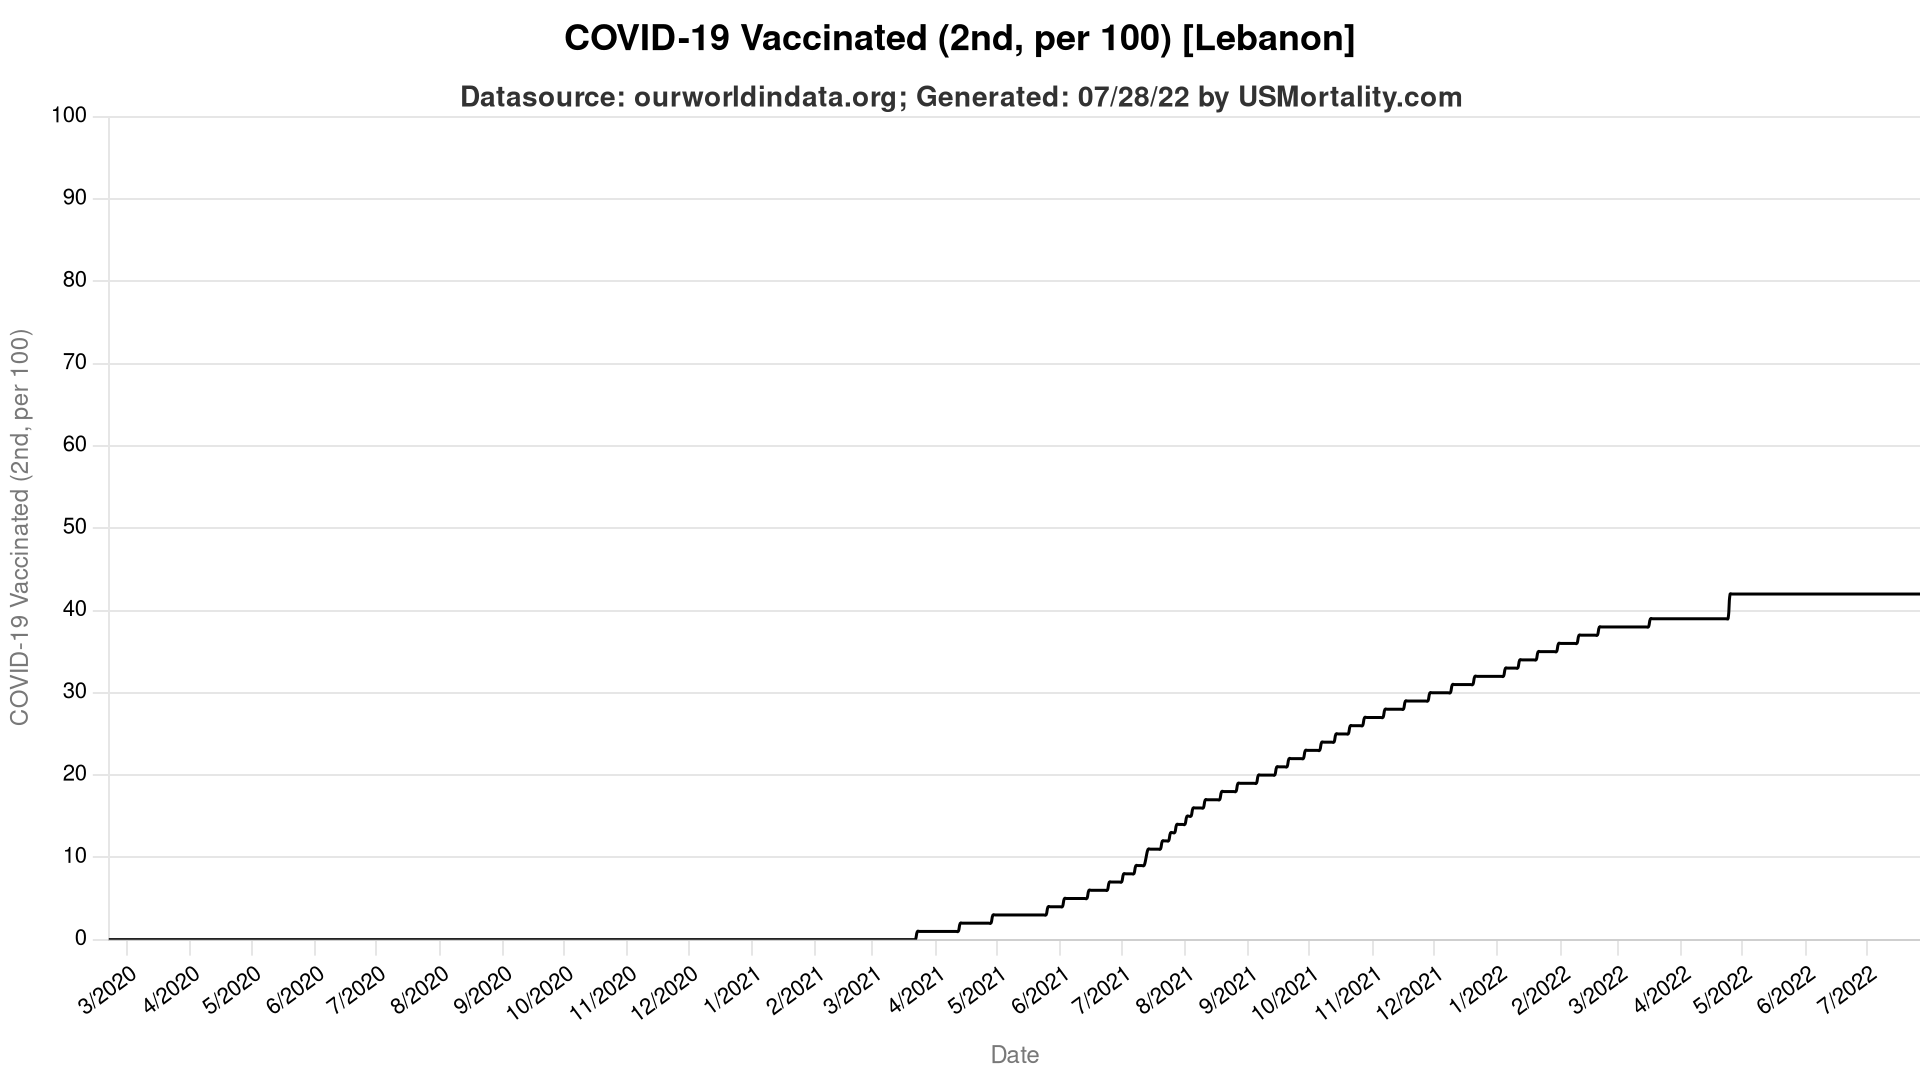 COVID-19 Vaccinated (2nd, per 100) [Lebanon]
Datasource: ourworldindata.org; Generated: 07/28/22 by USMortality.com
COVID-19 Vaccinated (2nd, per 100)
100
90
80
70
60
50
40
30
20
10
0
3/2020 4/2020 5/2020 6/2020 7/2020 8/2020 9/2020 10/2020 11/2020 12/2020 1/2021 2/2021 3/2021 4/2021 5/2021 6/2021 7/2021 8/2021 9/2021 10/2021 11/2021 12/2021 1/2022 2/2022 3/2022 4/2022 5/2022 6/2022 7/2022
Date